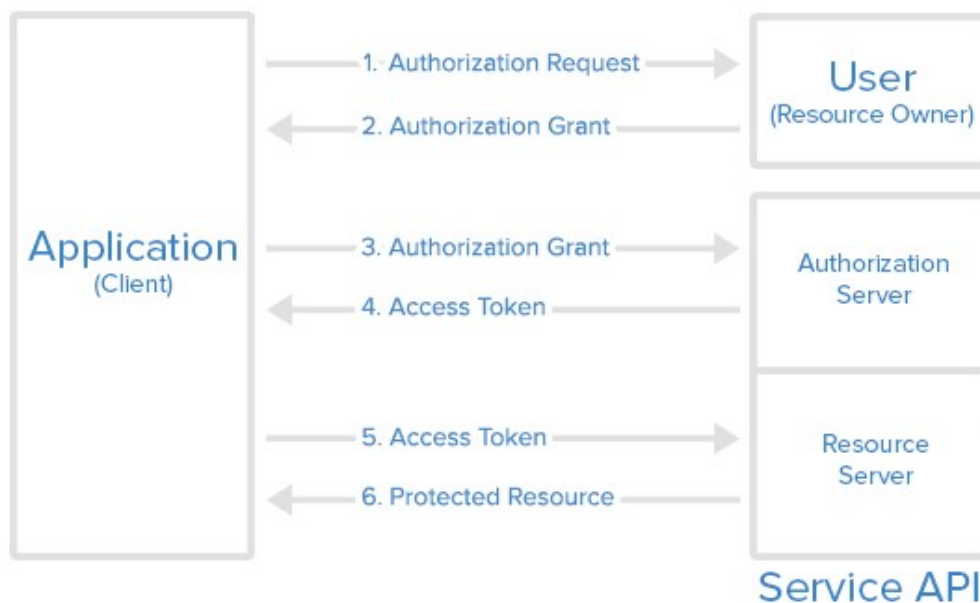 1. Authorization Request
User
(Resource Owner)
2. Authorization Grant
Application
(Client)
3. Authorization Grant
Authorization
Server
4. Access Token
5. Access Token
Resource
Server
6. Protected Resource
Service API